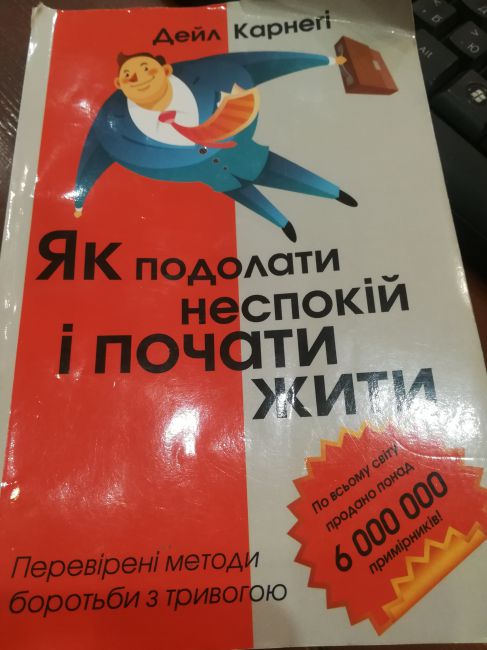 Дейл Карнегі
Як подолати
неспокій
і почати
жити
По всьому світу
продано понад
6 000 000
примірників!
Перевірені методи
боротьби з тривогою
Alt